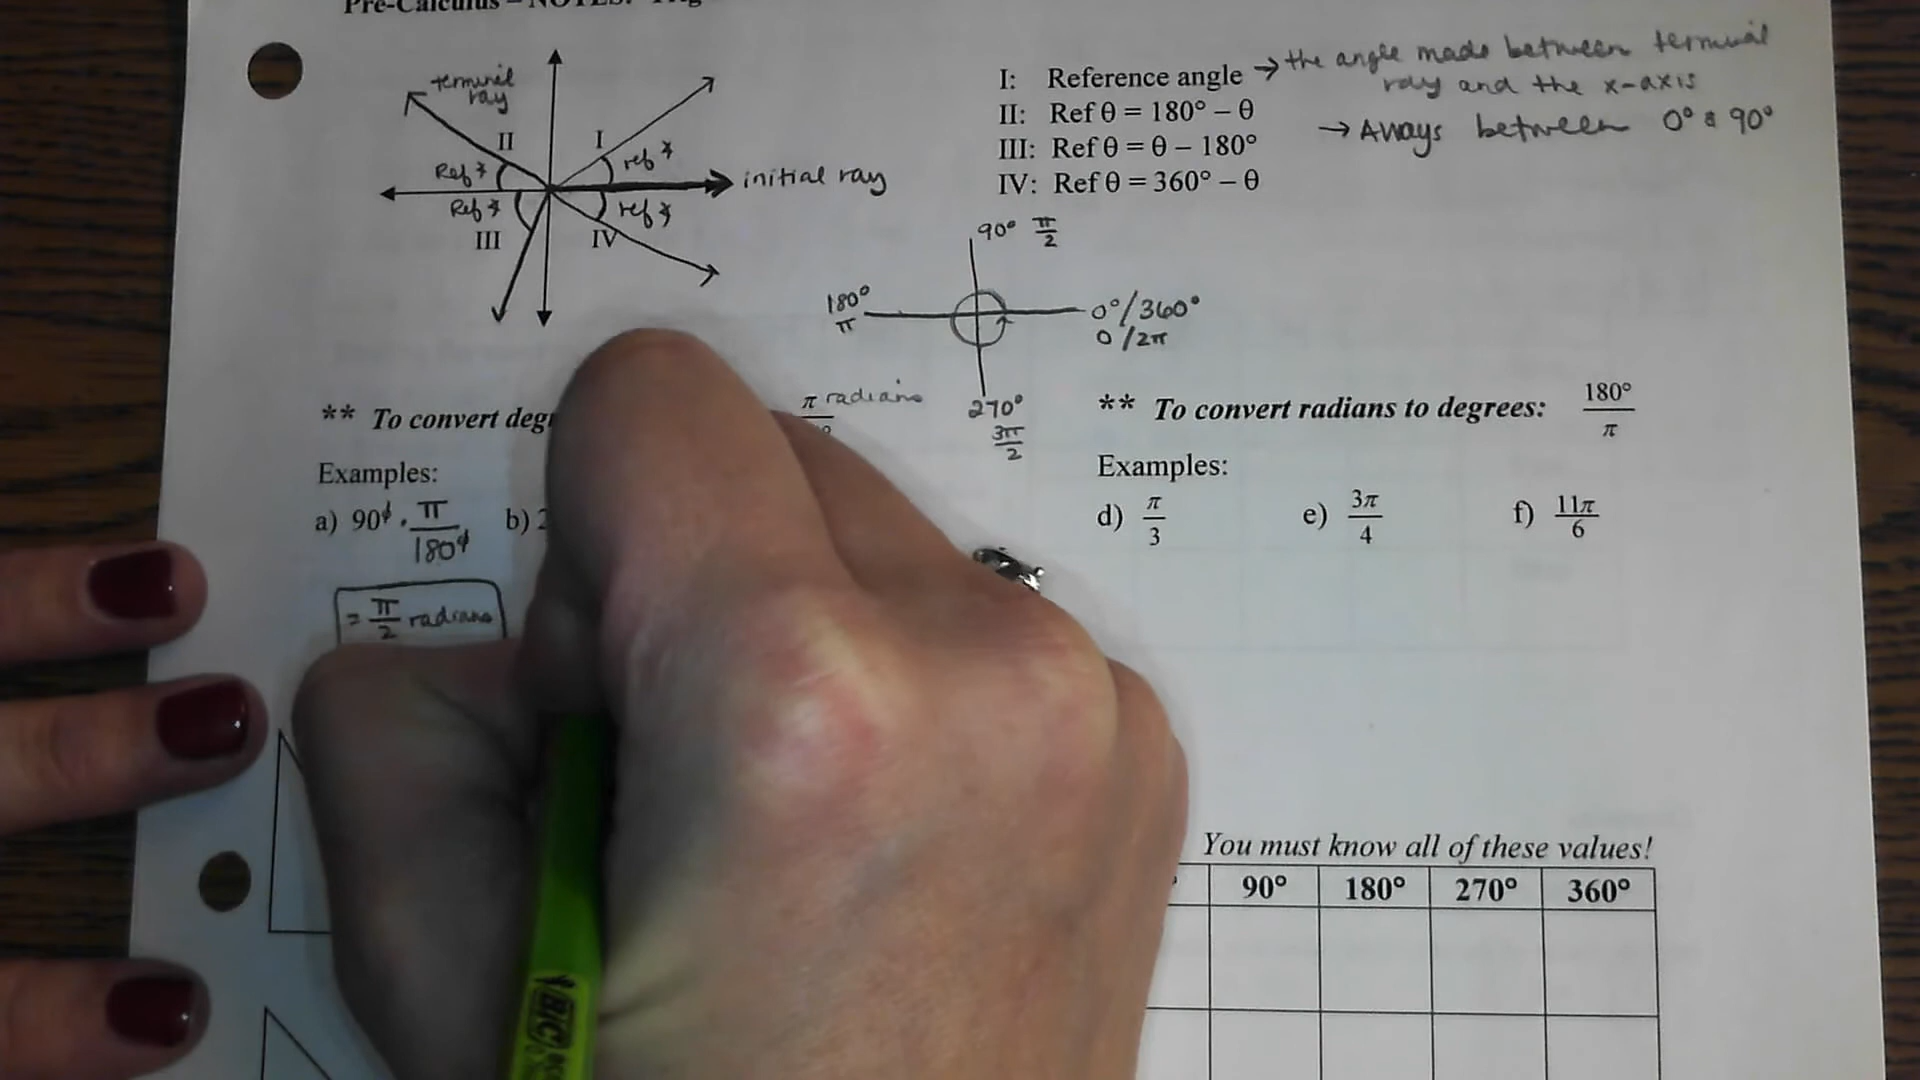 Pre-Calculus – NOTES:
terminal
ray
II
I
Ref ∡
ref ∡
initial ray
Ref ∡
ref ∡
III
IV
I: Reference angle → the angle made between terminal
ray and the x-axis
II: Ref θ = 180° – θ
→ Aways between 0° & 90°
III: Ref θ = θ – 180°
IV: Ref θ = 360° – θ
90° π/2
180°
π
0°/360°
0/2π
270°
3π/2
** To convert
π radians
** To convert radians to degrees: 180°/π
Examples:
a) 90° · π/180°
b)
= π/2 radians
Examples:
d) π/3 e) 3π/4 f) 11π/6
You must know all of these values!
90° 180° 270° 360°
BIC